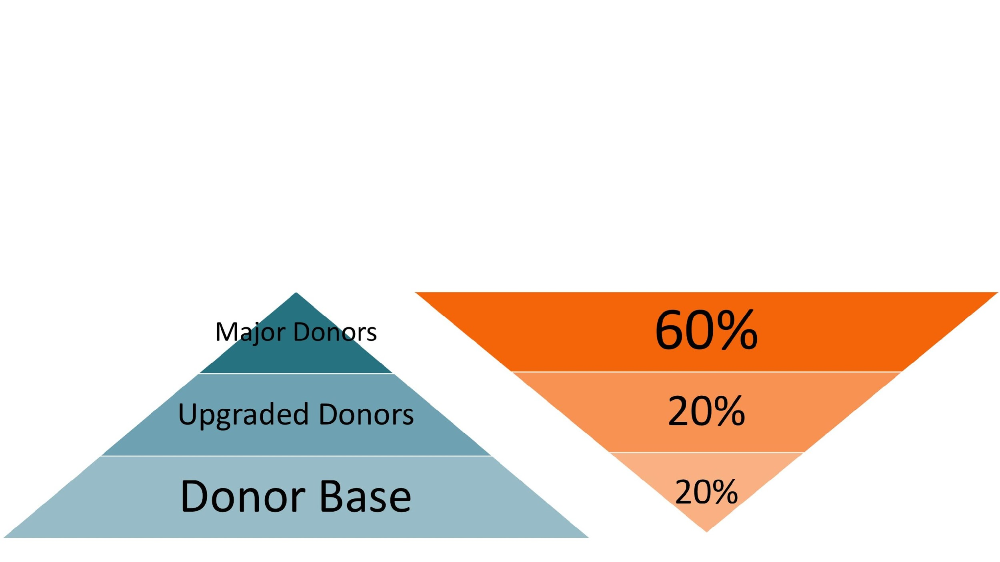 Major Donors
60%
Upgraded Donors
20%
Donor Base
20%